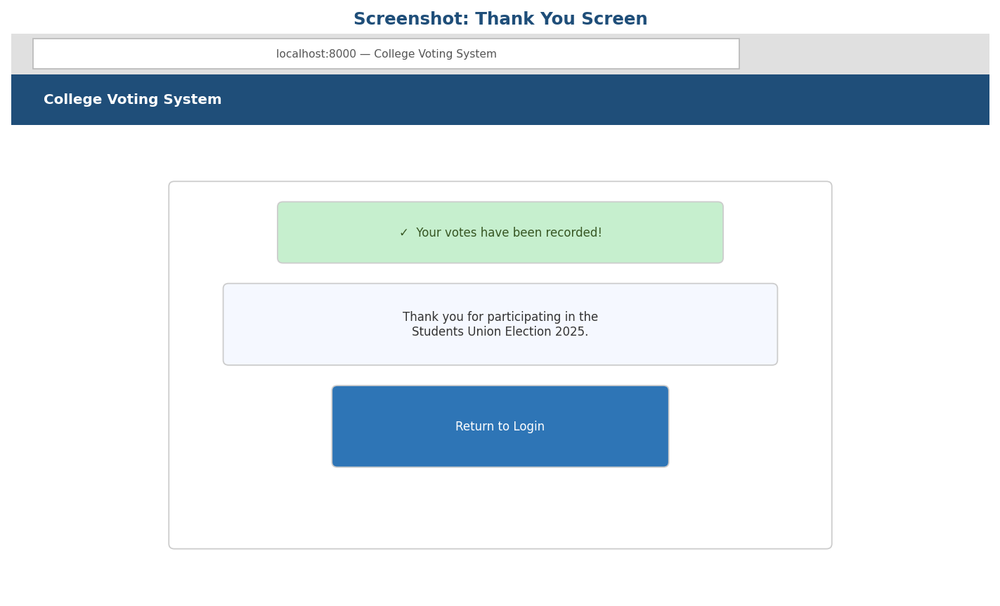 Screenshot: Thank You Screen
localhost:8000 — College Voting System
College Voting System
✓ Your votes have been recorded!
Thank you for participating in the
Students Union Election 2025.
Return to Login